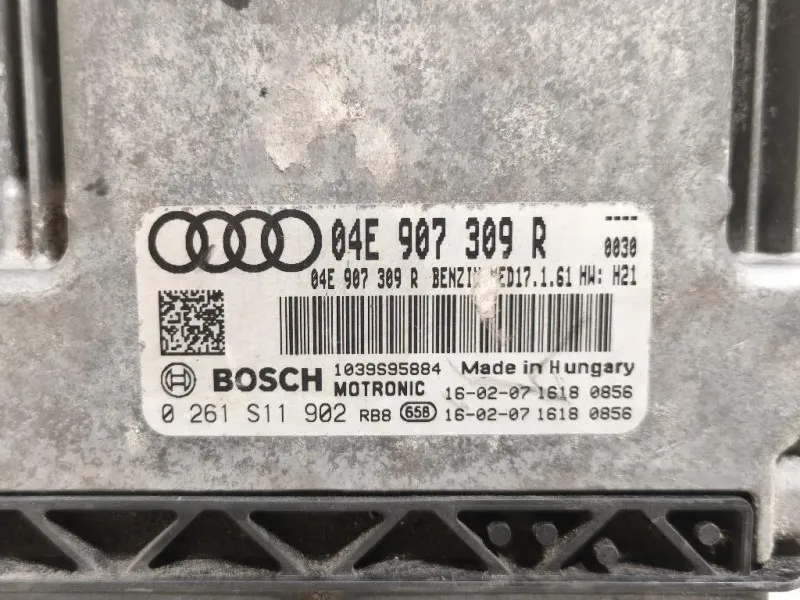 04E 907 309 R ----
0030
04E 907 309 R BENZIN MED17.1.61 HW: H21
BOSCH 1039S95884 Made in Hungary
MOTRONIC 16-02-07 1618 0856
0 261 S11 902 RB8 658 16-02-07 1618 0856